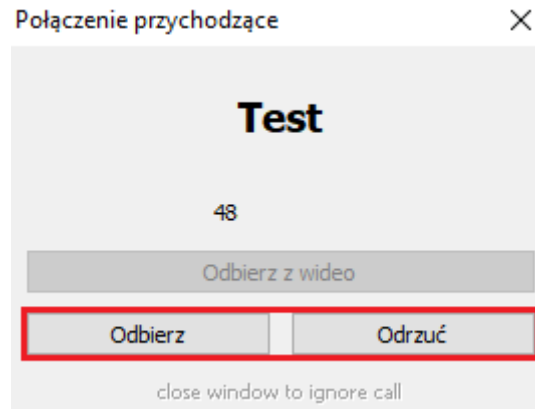 Połączenie przychodzące
Test
48
Odbierz z wideo
Odbierz Odrzuć
close window to ignore call